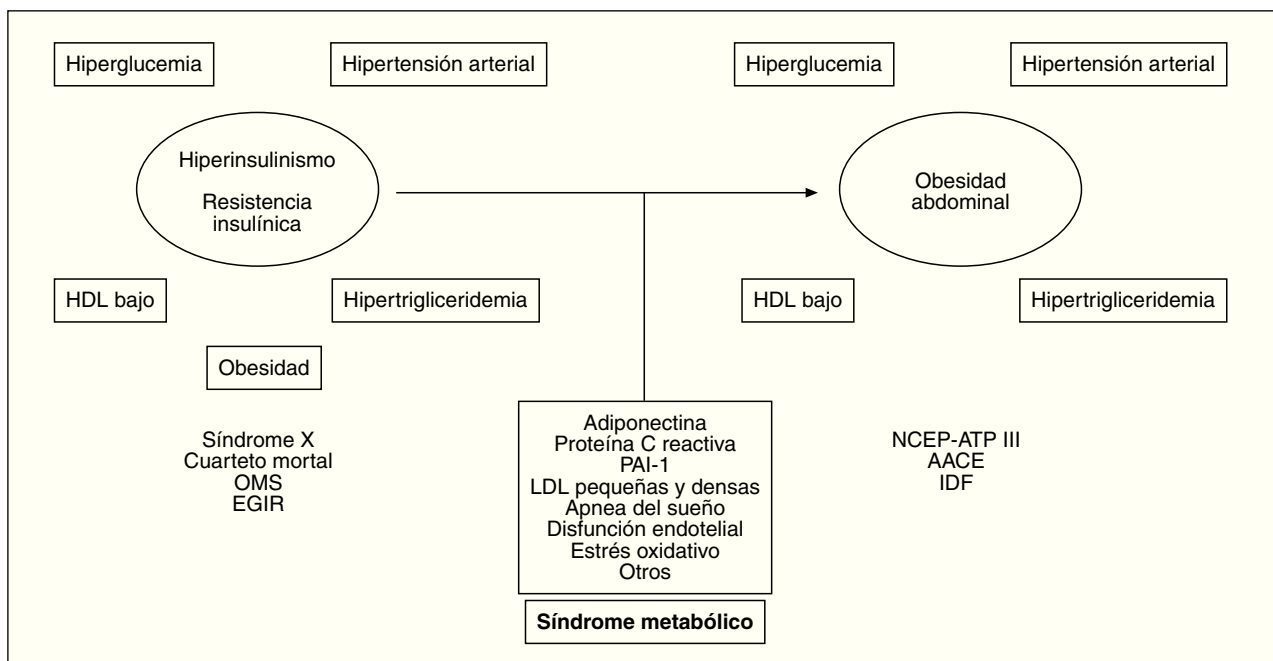 Hiperglucemia
Hipertensión arterial
Hiperinsulinismo
Resistencia
insulínica
HDL bajo
Hipertrigliceridemia
Obesidad
Síndrome X
Cuarteto mortal
OMS
EGIR
Adiponectina
Proteína C reactiva
PAI-1
LDL pequeñas y densas
Apnea del sueño
Disfunción endotelial
Estrés oxidativo
Otros
Síndrome metabólico
Hiperglucemia
Hipertensión arterial
Obesidad
abdominal
HDL bajo
Hipertrigliceridemia
NCEP-ATP III
AACE
IDF